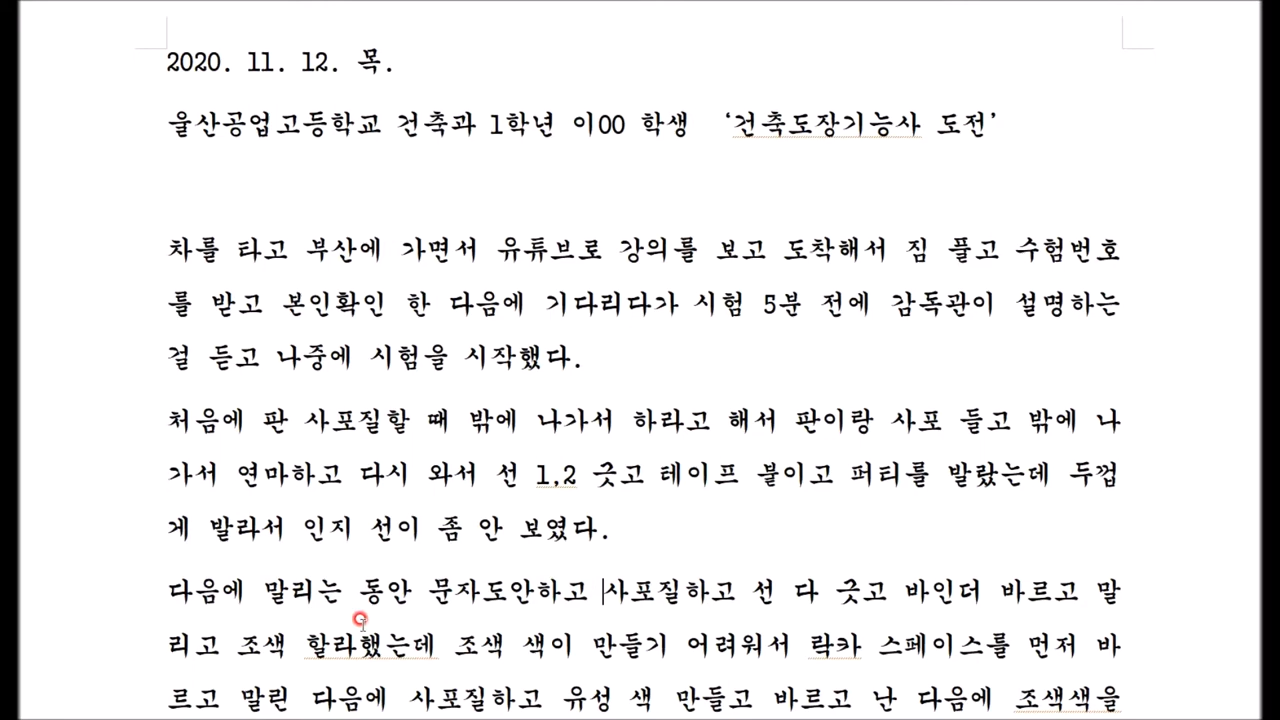 2020. 11. 12. 목.
울산공업고등학교 건축과 1학년 이00 학생 ‘건축도장기능사 도전’
차를 타고 부산에 가면서 유튜브로 강의를 보고 도착해서 짐 풀고 수험번호
를 받고 본인확인 한 다음에 기다리다가 시험 5분 전에 감독관이 설명하는
걸 듣고 나중에 시험을 시작했다.
처음에 판 사포질할 때 밖에 나가서 하라고 해서 판이랑 사포 들고 밖에 나
가서 연마하고 다시 와서 선 1,2 긋고 테이프 붙이고 퍼티를 발랐는데 두껍
게 발라서 인지 선이 좀 안 보였다.
다음에 말리는 동안 문자도안하고 사포질하고 선 다 긋고 바인더 바르고 말
리고 조색 할라했는데 조색 색이 만들기 어려워서 락카 스페이스를 먼저 바
르고 말린 다음에 사포질하고 유성 색 만들고 바르고 난 다음에 조색색을